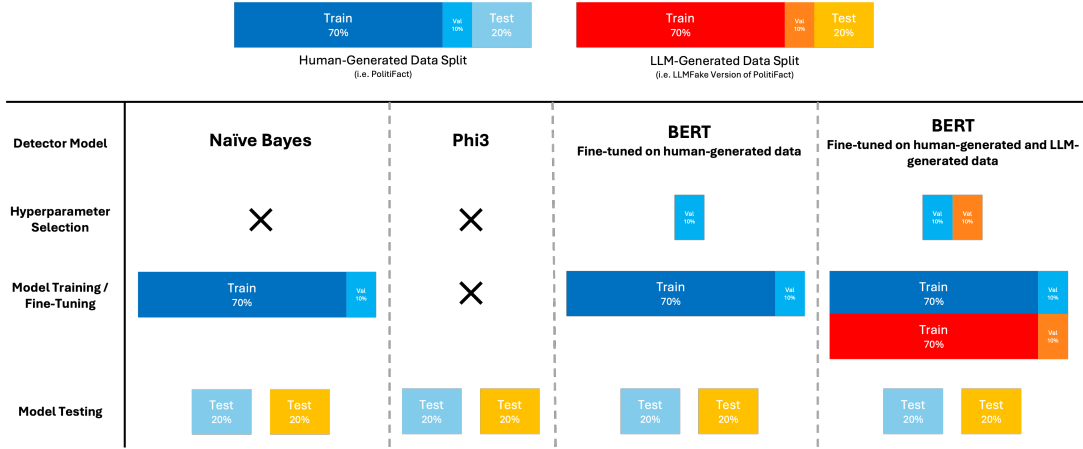 Train
70%
Val
10%
Test
20%
Train
70%
Val
10%
Test
20%
Human-Generated Data Split
(i.e. PolitiFact)
LLM-Generated Data Split
(i.e. LLMFake Version of PolitiFact)
Detector Model
Naïve Bayes
Phi3
BERT
Fine-tuned on human-generated data
BERT
Fine-tuned on human-generated and LLM-
generated data
Hyperparameter
Selection
Val
10%
Val
10%
Val
10%
Model Training /
Fine-Tuning
Train
70%
Val
10%
Train
70%
Val
10%
Train
70%
Val
10%
Train
70%
Val
10%
Model Testing
Test
20%
Test
20%
Test
20%
Test
20%
Test
20%
Test
20%
Test
20%
Test
20%